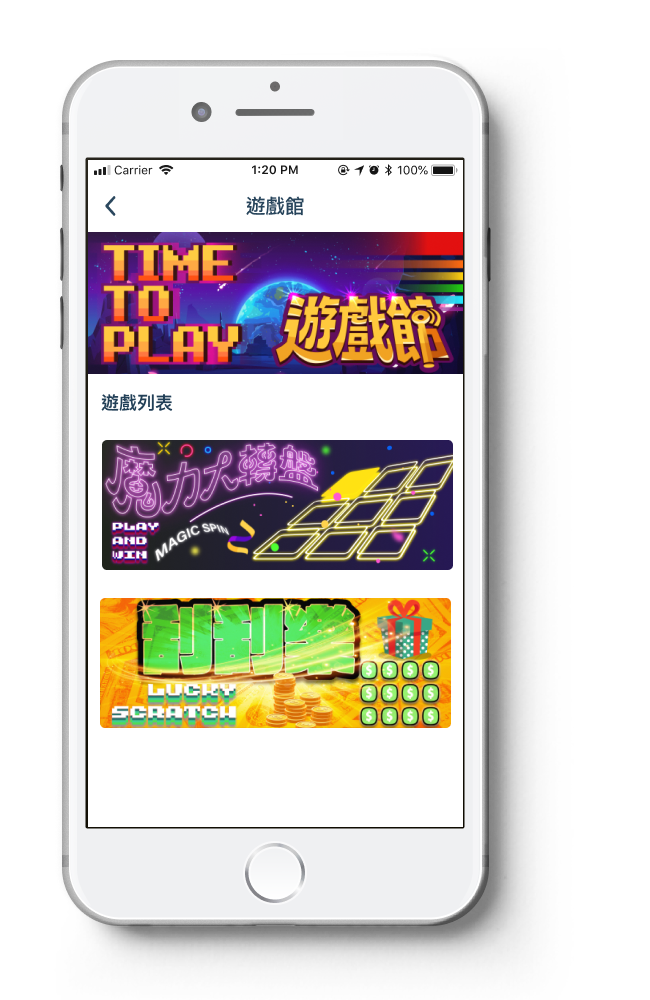 Carrier 1:20 PM 100%
遊戲館
TIME
TO
PLAY
遊戲館
遊戲列表
魔力大轉盤
PLAY
AND
WIN
MAGIC SPIN
刮刮樂
LUCKY
SCRATCH
$ $ $ $
$ $ $ $
$ $ $ $